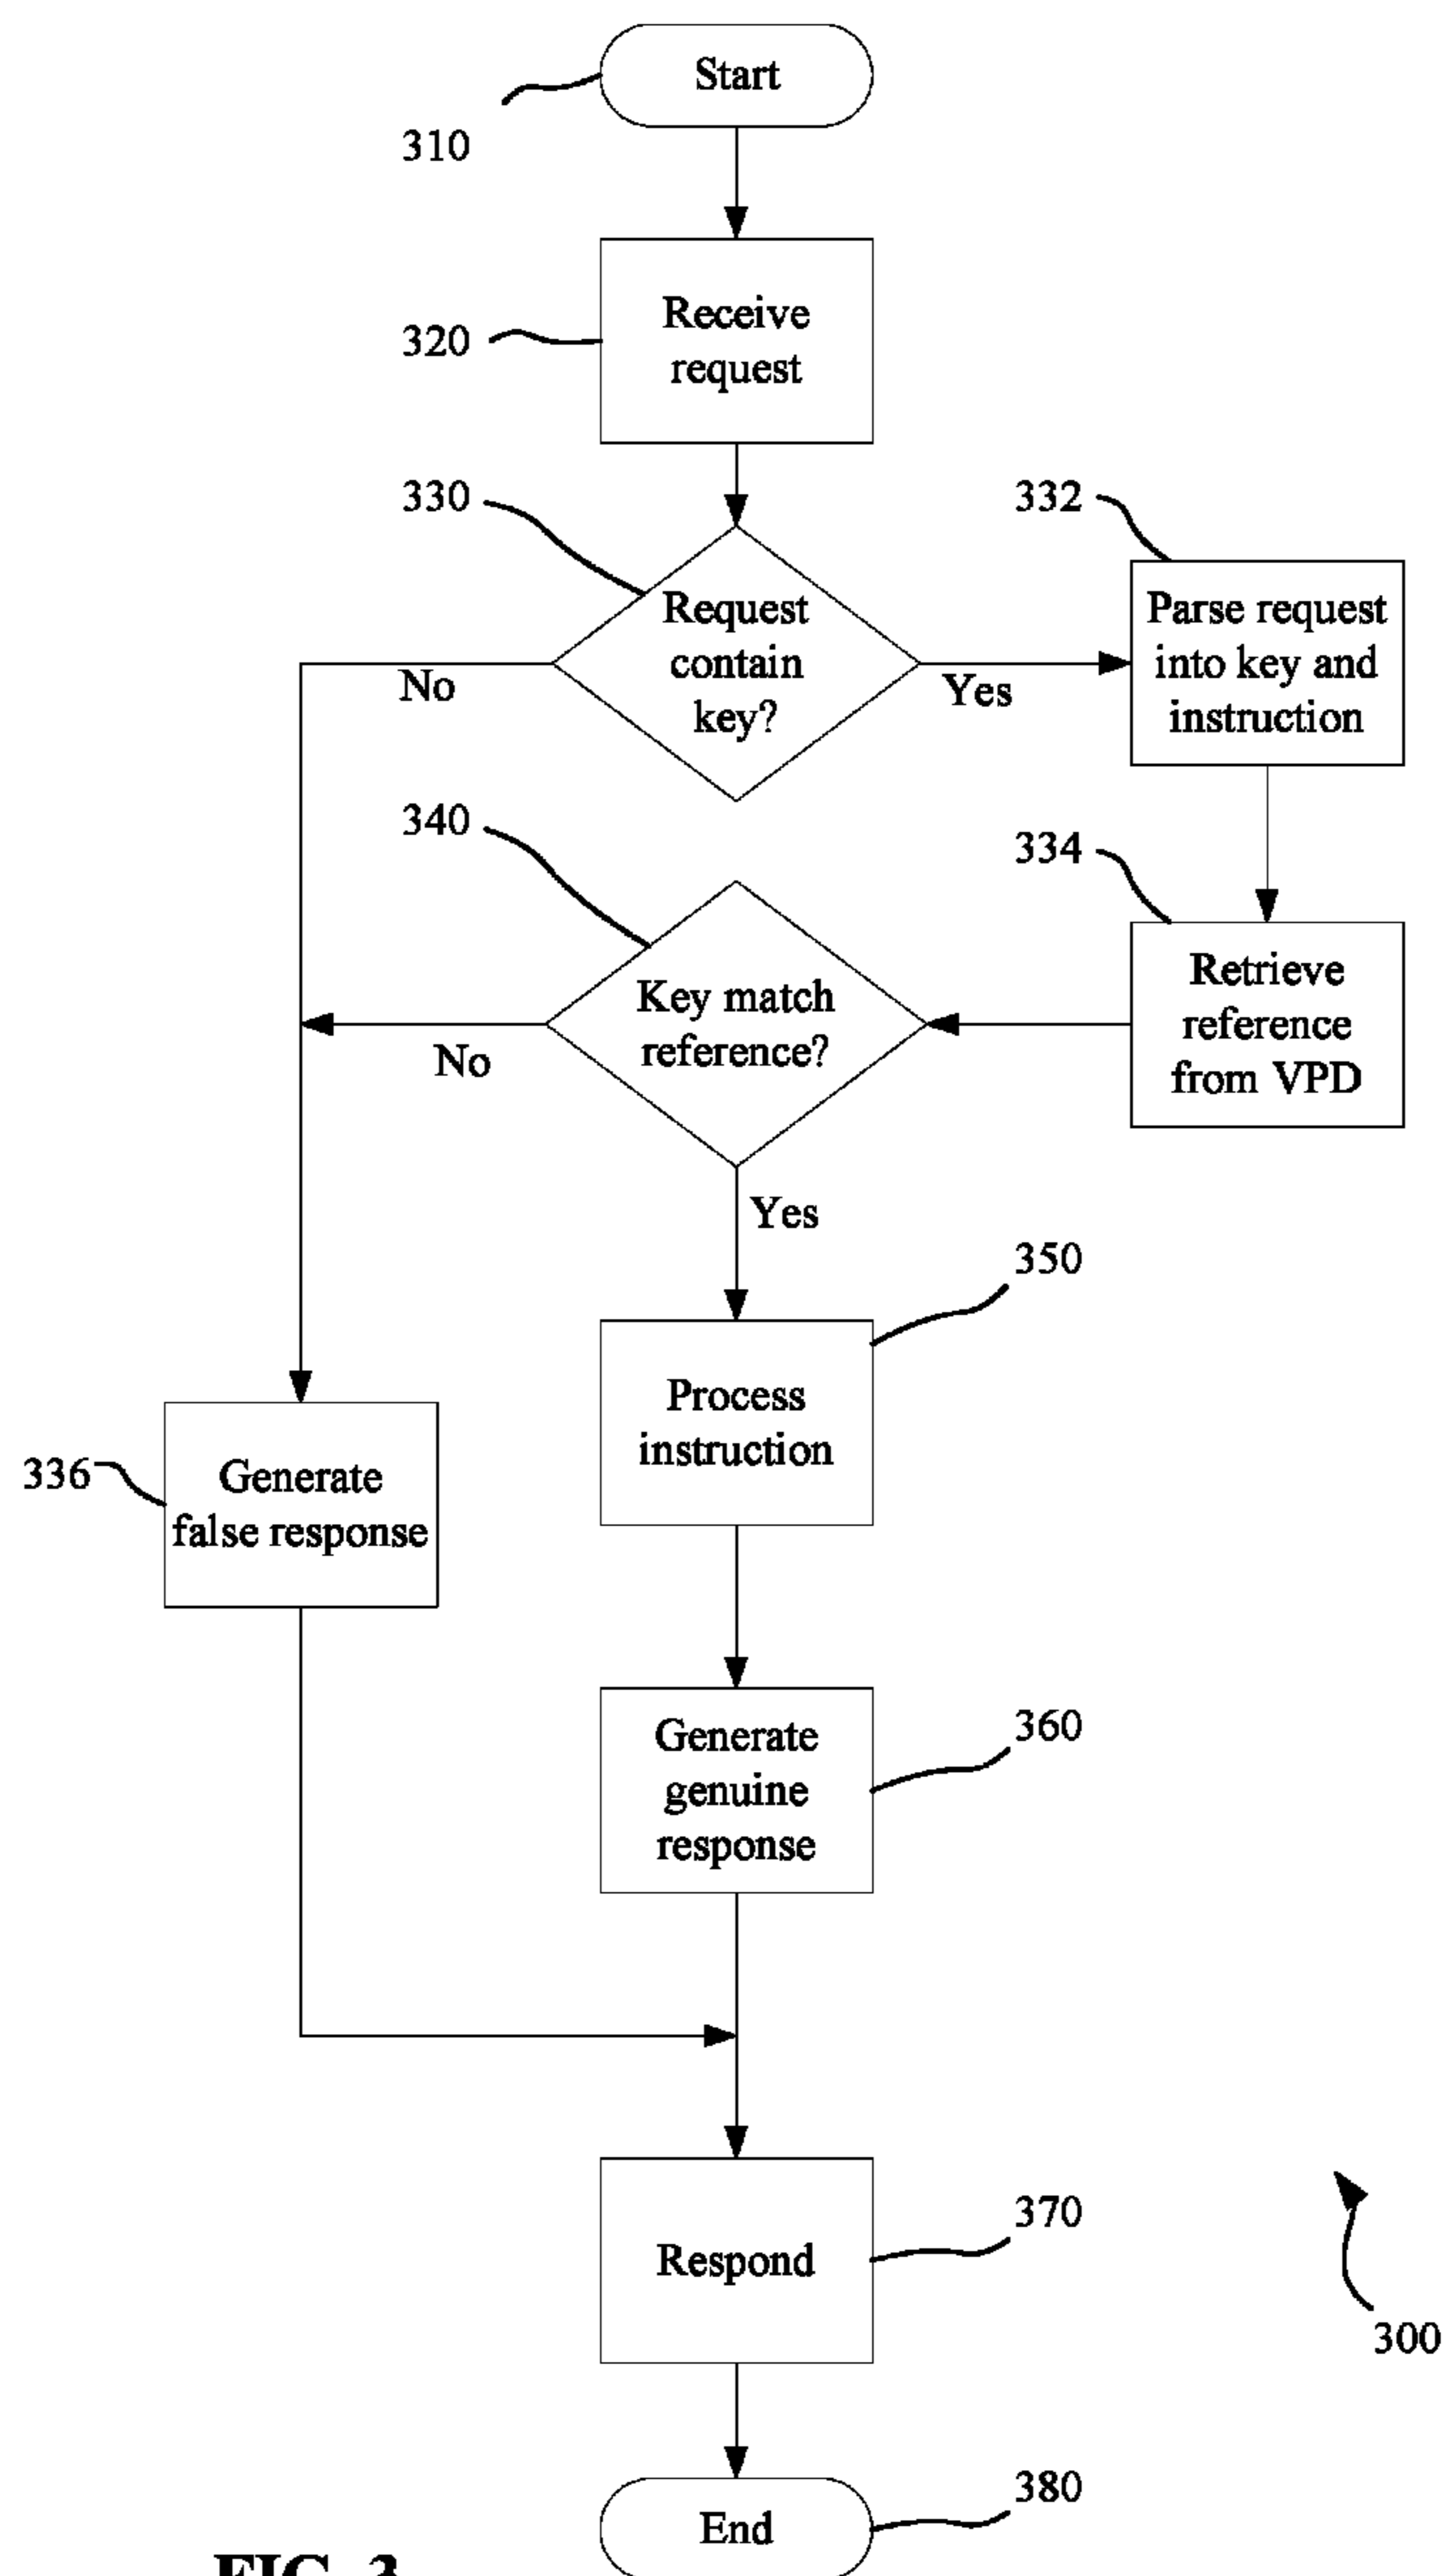 Start
310
Receive
request
320
330
Request
contain
key?
No
Yes
332
Parse request
into key and
instruction
340
334
Key match
reference?
No
Retrieve
reference
from VPD
Yes
350
Process
instruction
336
Generate
false response
Generate
genuine
response
360
Respond
370
300
End
380
FIG. 3